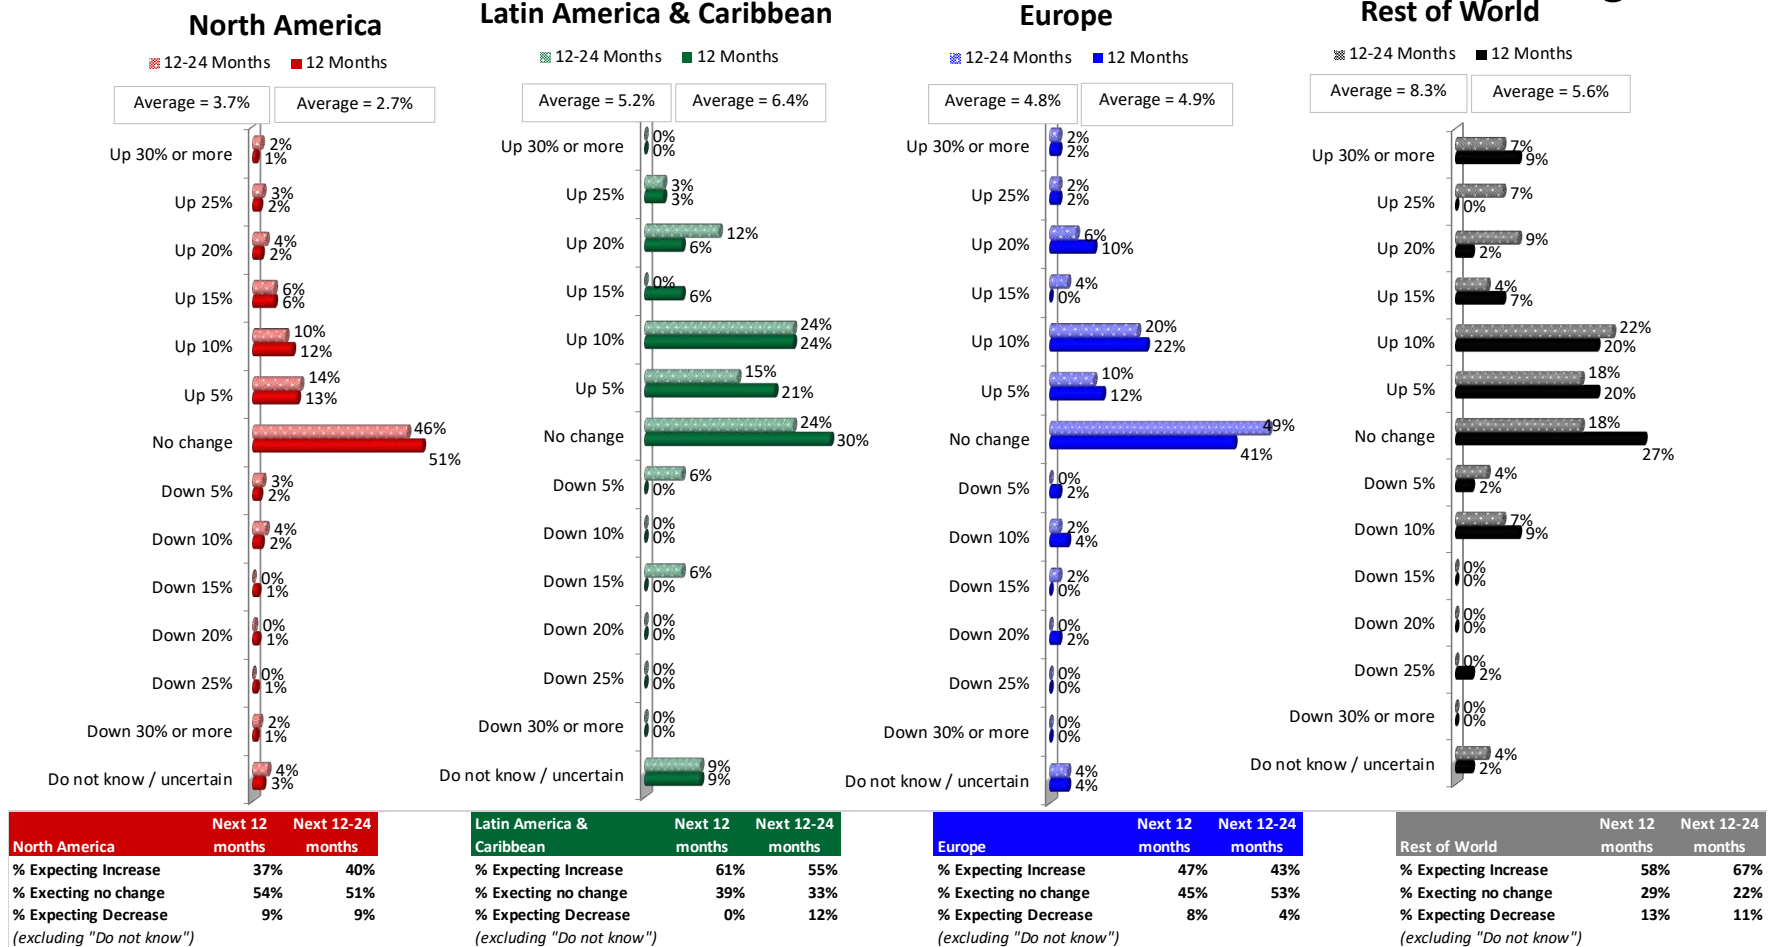 North America
12-24 Months 12 Months
Average = 3.7% Average = 2.7%
Up 30% or more 2% 1%
Up 25% 3% 2%
Up 20% 4% 2%
Up 15% 6% 6%
Up 10% 10% 12%
Up 5% 14% 13%
No change 46% 51%
Down 5% 3% 2%
Down 10% 4% 2%
Down 15% 0% 1%
Down 20% 0% 1%
Down 25% 0% 1%
Down 30% or more 2% 1%
Do not know / uncertain 4% 3%
Latin America & Caribbean
12-24 Months 12 Months
Average = 5.2% Average = 6.4%
Up 30% or more 0% 0%
Up 25% 3% 3%
Up 20% 12% 6%
Up 15% 0% 6%
Up 10% 24% 24%
Up 5% 15% 21%
No change 24% 30%
Down 5% 6% 0%
Down 10% 0% 0%
Down 15% 6% 0%
Down 20% 0% 0%
Down 25% 0% 0%
Down 30% or more 0% 0%
Do not know / uncertain 9% 9%
Europe
12-24 Months 12 Months
Average = 4.8% Average = 4.9%
Up 30% or more 2% 2%
Up 25% 2% 2%
Up 20% 6% 10%
Up 15% 4% 0%
Up 10% 20% 22%
Up 5% 10% 12%
No change 49% 41%
Down 5% 0% 2%
Down 10% 2% 4%
Down 15% 2% 0%
Down 20% 0% 2%
Down 25% 0% 0%
Down 30% or more 0% 0%
Do not know / uncertain 4% 4%
Rest of World
12-24 Months 12 Months
Average = 8.3% Average = 5.6%
Up 30% or more 7% 9%
Up 25% 7% 0%
Up 20% 9% 2%
Up 15% 4% 7%
Up 10% 22% 20%
Up 5% 18% 20%
No change 18% 27%
Down 5% 4% 2%
Down 10% 7% 9%
Down 15% 0% 0%
Down 20% 0% 0%
Down 25% 0% 2%
Down 30% or more 0% 0%
Do not know / uncertain 4% 2%
North America Next 12 months Next 12-24 months
% Expecting Increase 37% 40%
% Execting no change 54% 51%
% Expecting Decrease 9% 9%
(excluding "Do not know")
Latin America & Caribbean Next 12 months Next 12-24 months
% Expecting Increase 61% 55%
% Execting no change 39% 33%
% Expecting Decrease 0% 12%
(excluding "Do not know")
Europe Next 12 months Next 12-24 months
% Expecting Increase 47% 43%
% Execting no change 45% 53%
% Expecting Decrease 8% 4%
(excluding "Do not know")
Rest of World Next 12 months Next 12-24 months
% Expecting Increase 58% 67%
% Execting no change 29% 22%
% Expecting Decrease 13% 11%
(excluding "Do not know")